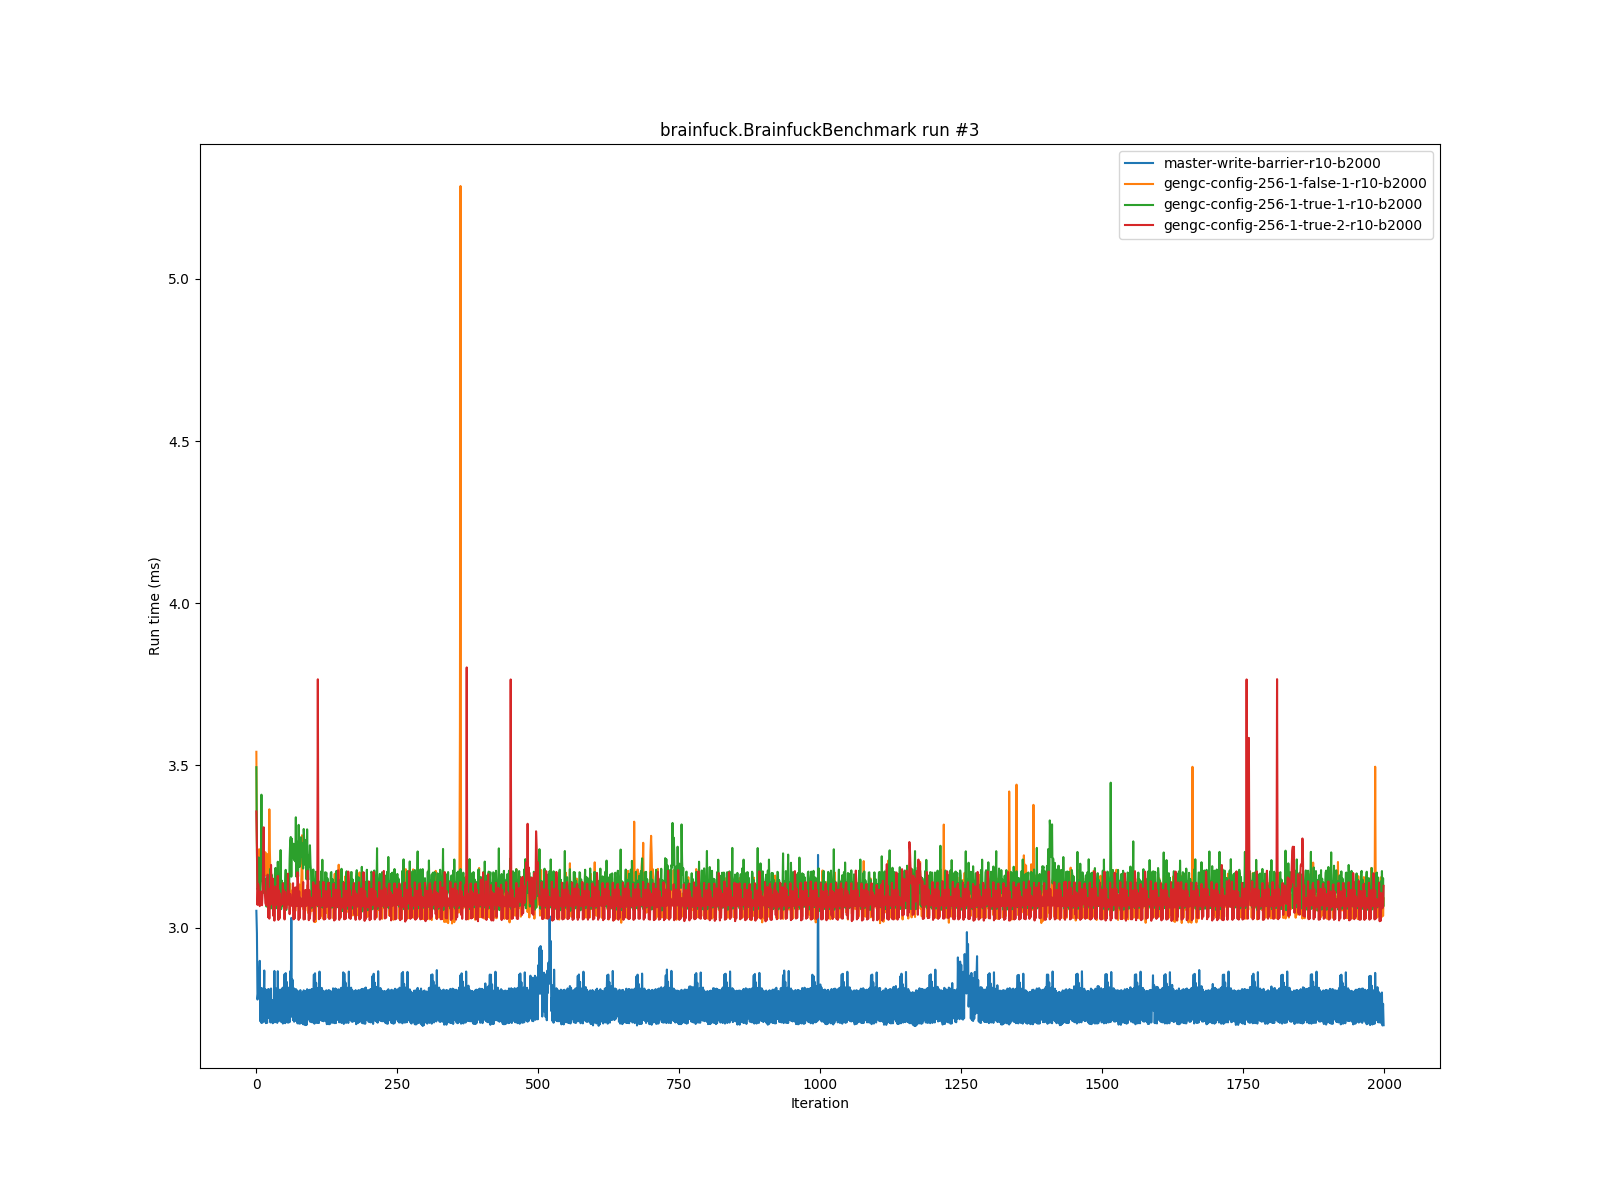 brainfuck.BrainfuckBenchmark run #3
master-write-barrier-r10-b2000
gengc-config-256-1-false-1-r10-b2000
gengc-config-256-1-true-1-r10-b2000
gengc-config-256-1-true-2-r10-b2000
5.0
4.5
4.0
3.5
3.0
Run time (ms)
0 250 500 750 1000 1250 1500 1750 2000
Iteration